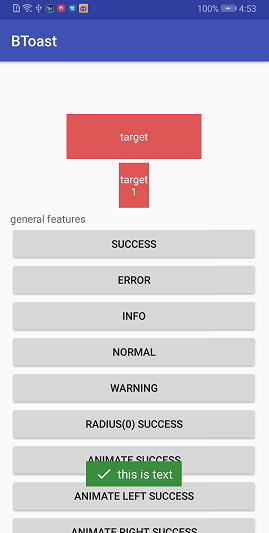 100% 4:53
BToast
target
target
1
general features
SUCCESS
ERROR
INFO
NORMAL
WARNING
RADIUS(0) SUCCESS
ANIMATE SUCCESS
this is text
ANIMATE LEFT SUCCESS
ANIMATE RIGHT SUCCESS